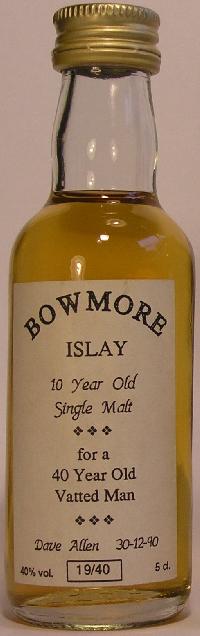 BOWMORE
ISLAY
10 Year Old
Single Malt
for a
40 Year Old
Vatted Man
Dave Allen 30-12-90
40% vol. 19/40 5 cl.